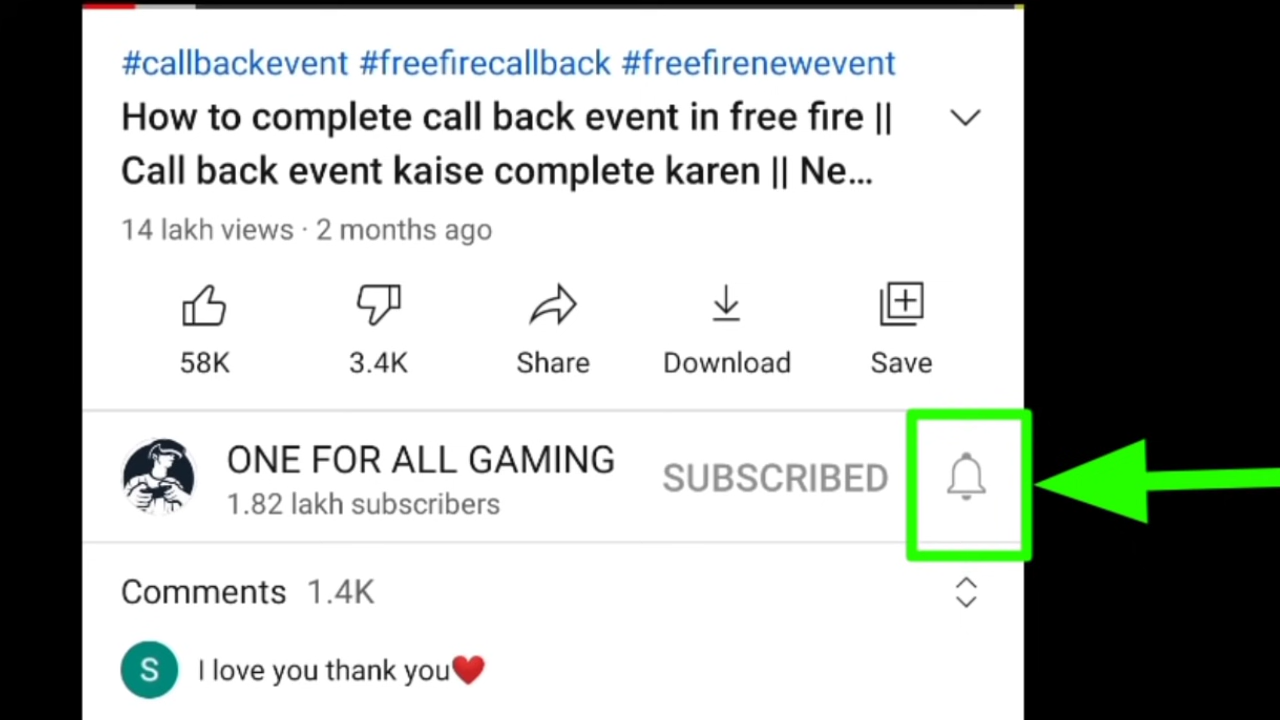 #callbackevent #freefirecallback #freefirenewevent
How to complete call back event in free fire ||
Call back event kaise complete karen || Ne...
14 lakh views · 2 months ago
58K 3.4K Share Download Save
ONE FOR ALL GAMING
1.82 lakh subscribers
SUBSCRIBED
Comments 1.4K
S
I love you thank you❤️